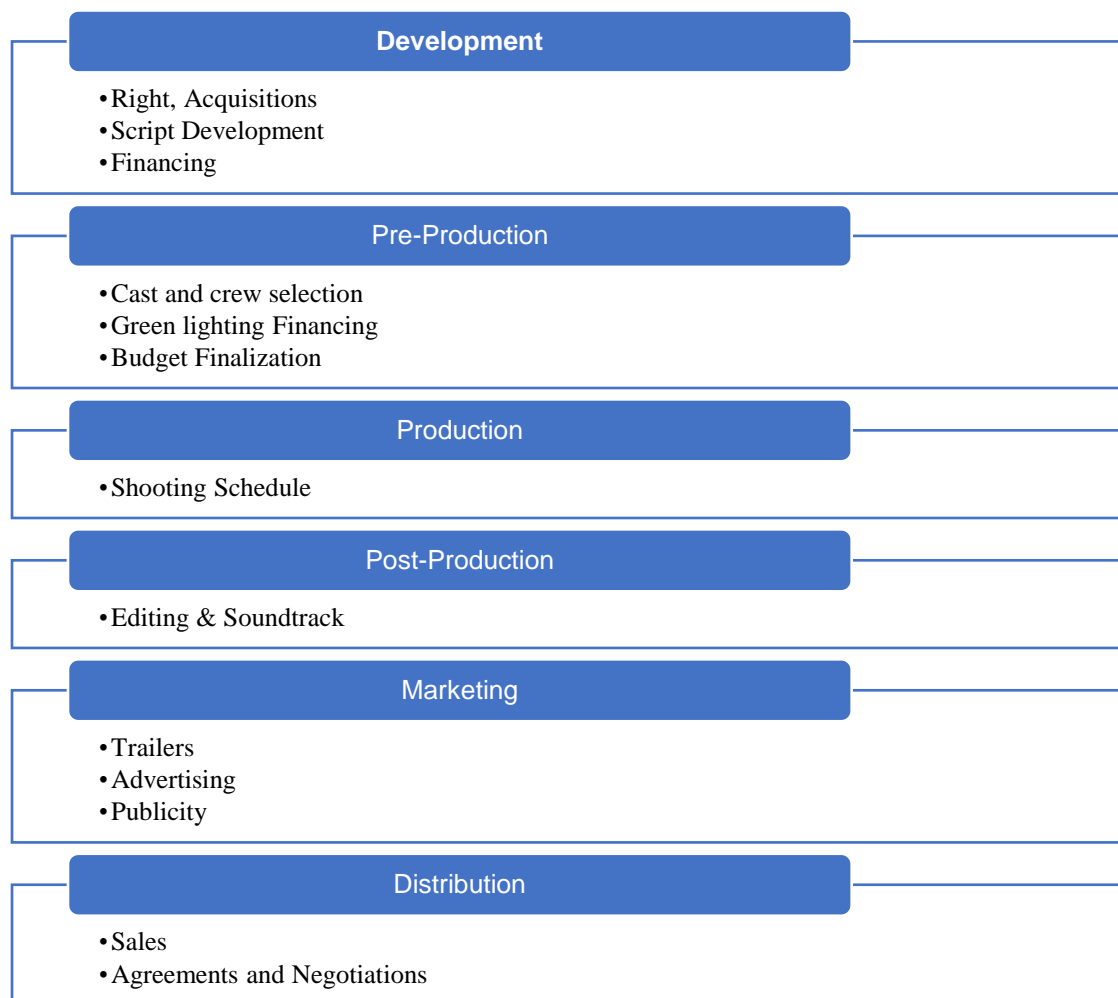 Development
•Right, Acquisitions
•Script Development
•Financing
Pre-Production
•Cast and crew selection
•Green lighting Financing
•Budget Finalization
Production
•Shooting Schedule
Post-Production
•Editing & Soundtrack
Marketing
•Trailers
•Advertising
•Publicity
Distribution
•Sales
•Agreements and Negotiations